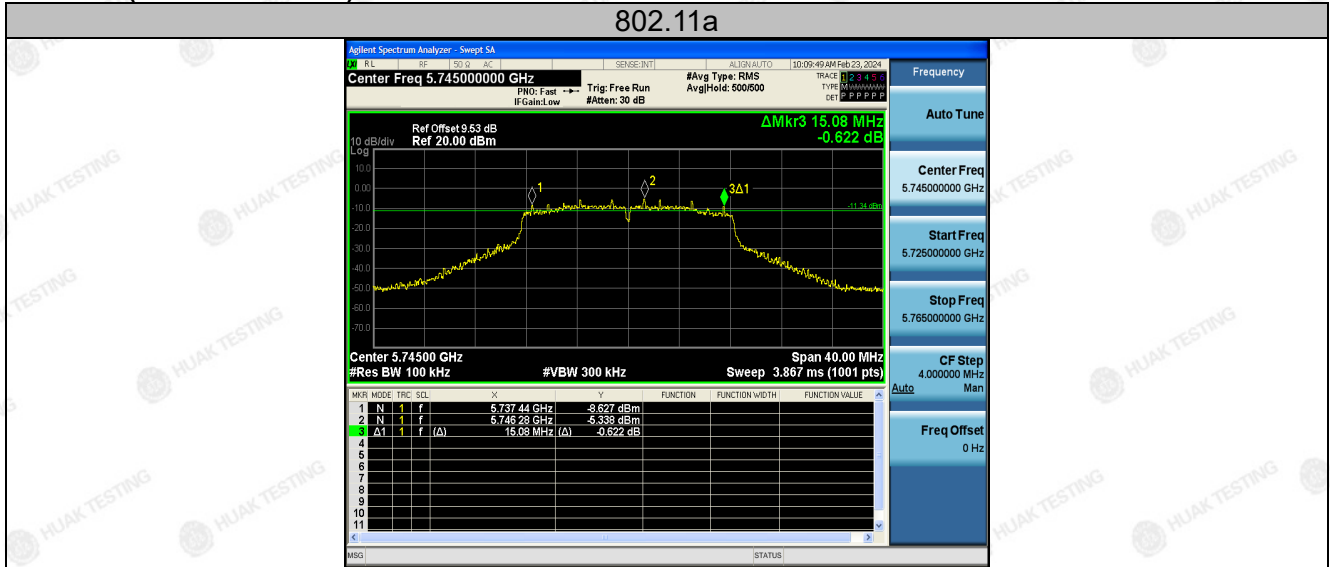 802.11a
Agilent Spectrum Analyzer - Swept SA
RL RF 50 Ω AC SENSE:INT ALIGN AUTO 10:09:49 AM Feb 23, 2024
Center Freq 5.745000000 GHz
PNO: Fast
IFGain:Low
Trig: Free Run
#Atten: 30 dB
#Avg Type: RMS
Avg|Hold: 500/500
TRACE 1 2 3 4 5 6
TYPE M
DET P P P P P P
Frequency
Auto Tune
Center Freq
5.745000000 GHz
Start Freq
5.725000000 GHz
Stop Freq
5.765000000 GHz
CF Step
4.000000 MHz
Auto Man
Freq Offset
0 Hz
ΔMkr3 15.08 MHz
-0.622 dB
Ref Offset 9.53 dB
10 dB/div Ref 20.00 dBm
Log
10.0
0.00
-10.0
-20.0
-30.0
-40.0
-50.0
-60.0
-70.0
1
2
3Δ1
-11.34 dBm
Center 5.74500 GHz Span 40.00 MHz
#Res BW 100 kHz #VBW 300 kHz Sweep 3.867 ms (1001 pts)
MKR MODE TRC SCL X Y FUNCTION FUNCTION WIDTH FUNCTION VALUE
1 N 1 f 5.737 44 GHz -8.627 dBm
2 N 1 f 5.746 28 GHz -5.338 dBm
3 Δ1 1 f (Δ) 15.08 MHz (Δ) -0.622 dB
4
5
6
7
8
9
10
11
MSG STATUS
HUAK TESTING
HUAK TESTING
HUAK TESTING
HUAK TESTING
HUAK TESTING
HUAK TESTING